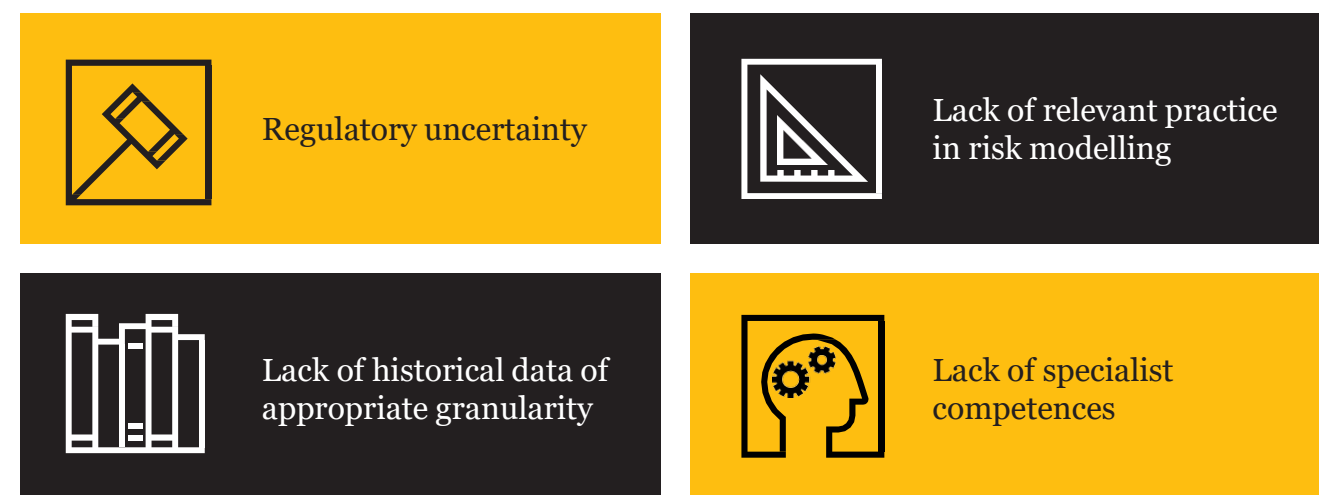 Regulatory uncertainty
Lack of relevant practice
in risk modelling
Lack of historical data of
appropriate granularity
Lack of specialist
competences